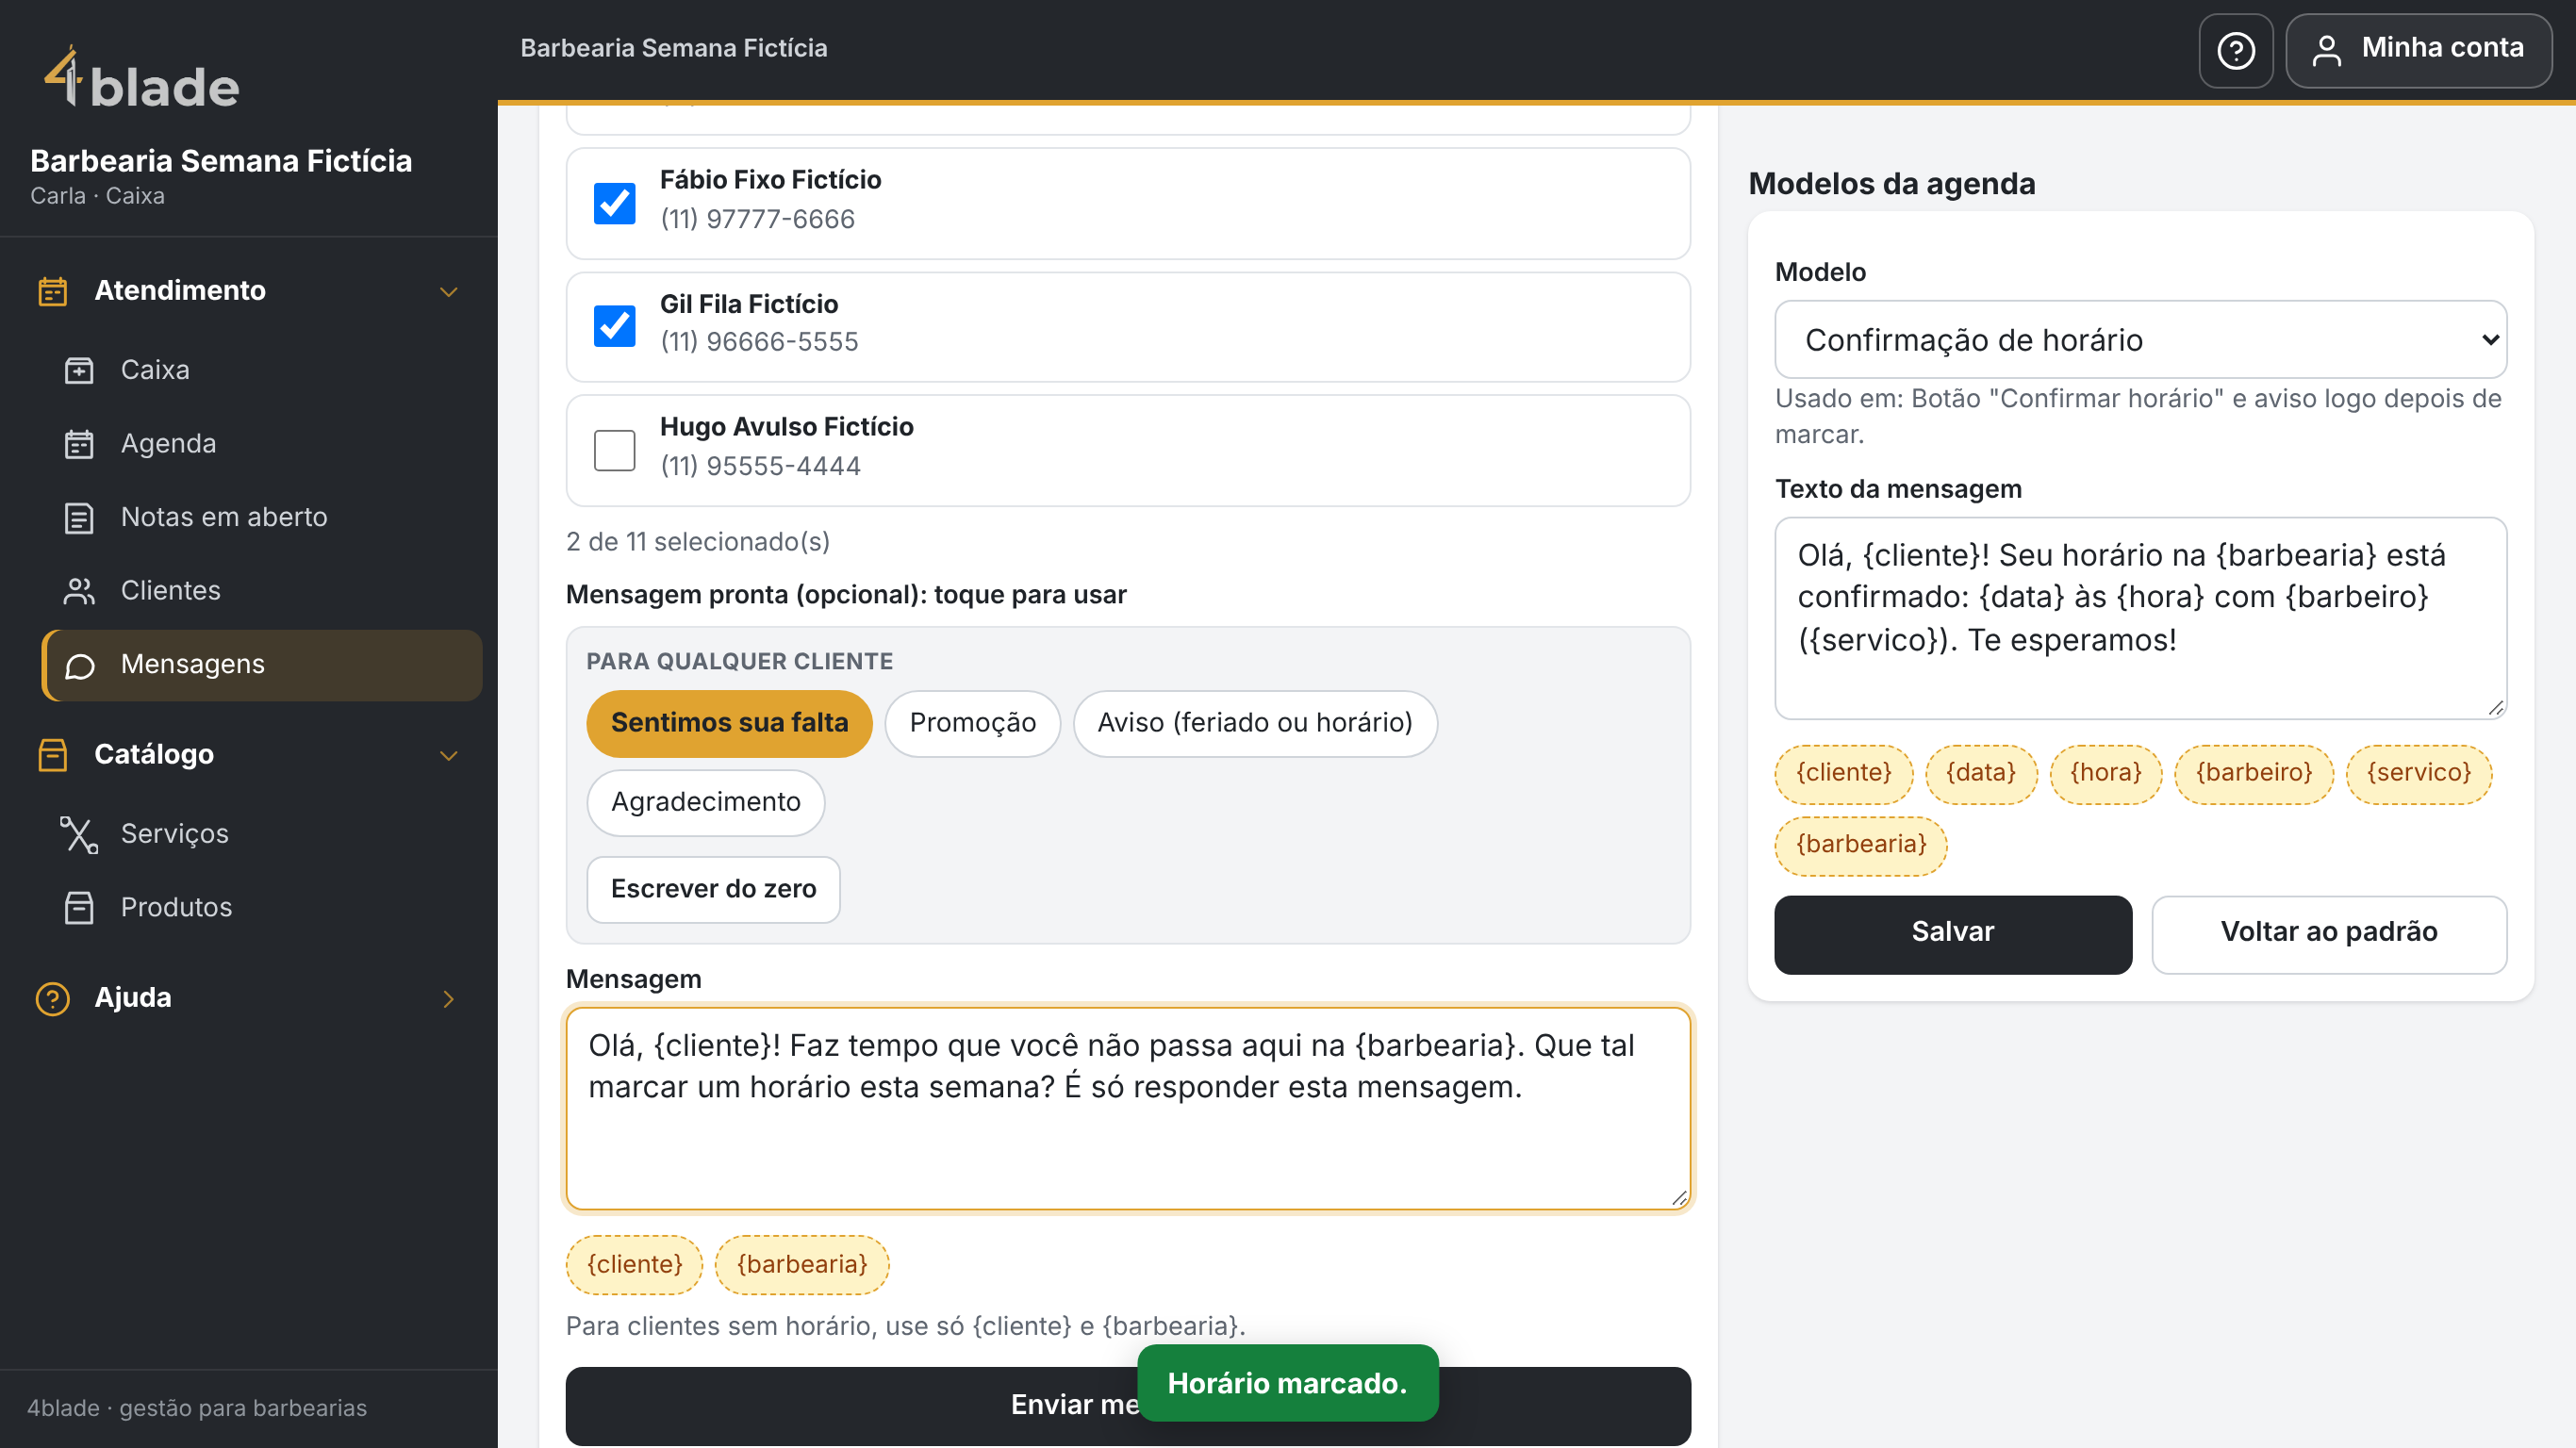 4blade
Barbearia Semana Fictícia
Carla · Caixa
Atendimento
Caixa
Agenda
Notas em aberto
Clientes
Mensagens
Catálogo
Serviços
Produtos
Ajuda
4blade · gestão para barbearias
Barbearia Semana Fictícia
Minha conta
Fábio Fixo Fictício
(11) 97777-6666
Gil Fila Fictício
(11) 96666-5555
Hugo Avulso Fictício
(11) 95555-4444
2 de 11 selecionado(s)
Mensagem pronta (opcional): toque para usar
PARA QUALQUER CLIENTE
Sentimos sua falta
Promoção
Aviso (feriado ou horário)
Agradecimento
Escrever do zero
Mensagem
Olá, {cliente}! Faz tempo que você não passa aqui na {barbearia}. Que tal
marcar um horário esta semana? É só responder esta mensagem.
{cliente}
{barbearia}
Para clientes sem horário, use só {cliente} e {barbearia}.
Enviar me
Horário marcado.
Modelos da agenda
Modelo
Confirmação de horário
Usado em: Botão "Confirmar horário" e aviso logo depois de
marcar.
Texto da mensagem
Olá, {cliente}! Seu horário na {barbearia} está
confirmado: {data} às {hora} com {barbeiro}
({servico}). Te esperamos!
{cliente}
{data}
{hora}
{barbeiro}
{servico}
{barbearia}
Salvar
Voltar ao padrão